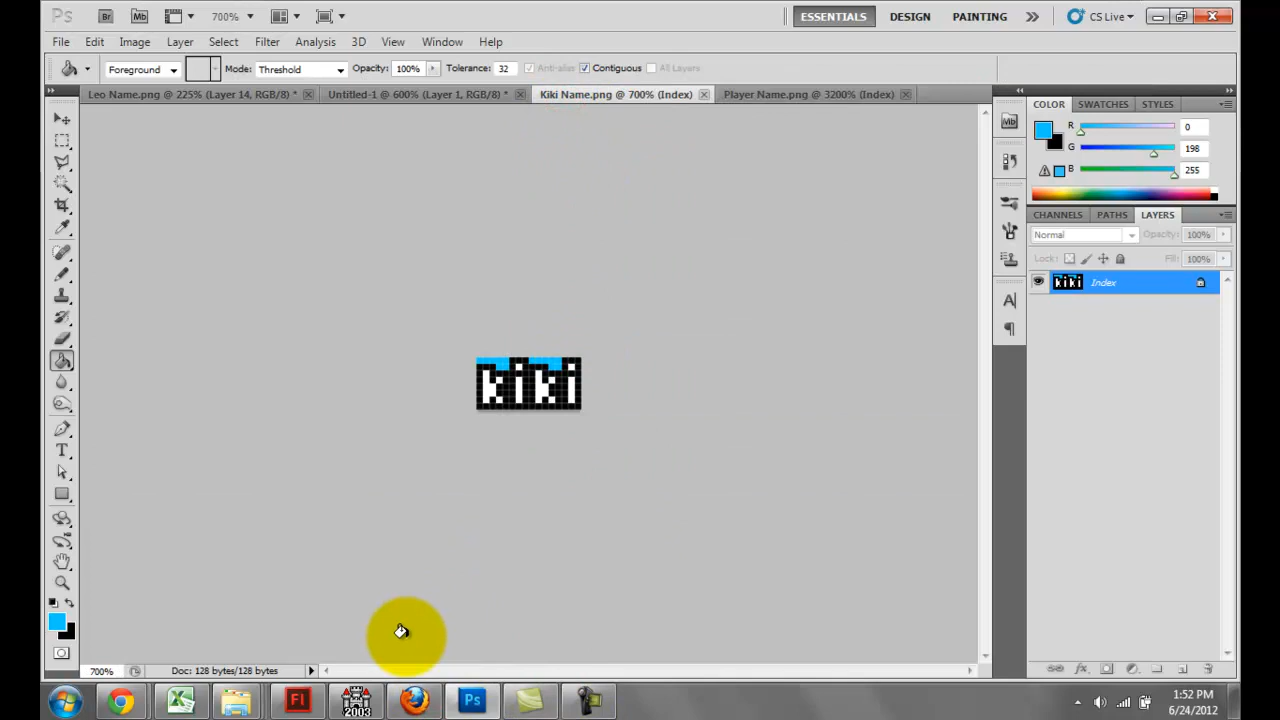 Ps Br Mb 700% ESSENTIALS DESIGN PAINTING CS Live
File Edit Image Layer Select Filter Analysis 3D View Window Help
Foreground Mode: Threshold Opacity: 100% Tolerance: 32 Anti-alias Contiguous All Layers
Leo Name.png @ 225% (Layer 14, RGB/8) * Untitled-1 @ 600% (Layer 1, RGB/8) * Kiki Name.png @ 700% (Index) Player Name.png @ 3200% (Index)
COLOR SWATCHES STYLES
Mb
R 0
G 198
B 255
CHANNELS PATHS LAYERS
Normal Opacity: 100%
Lock: Fill: 100%
kiki Index
kiki
T
A
700% Doc: 128 bytes/128 bytes
Fl 2003 Ps
1:52 PM
6/24/2012